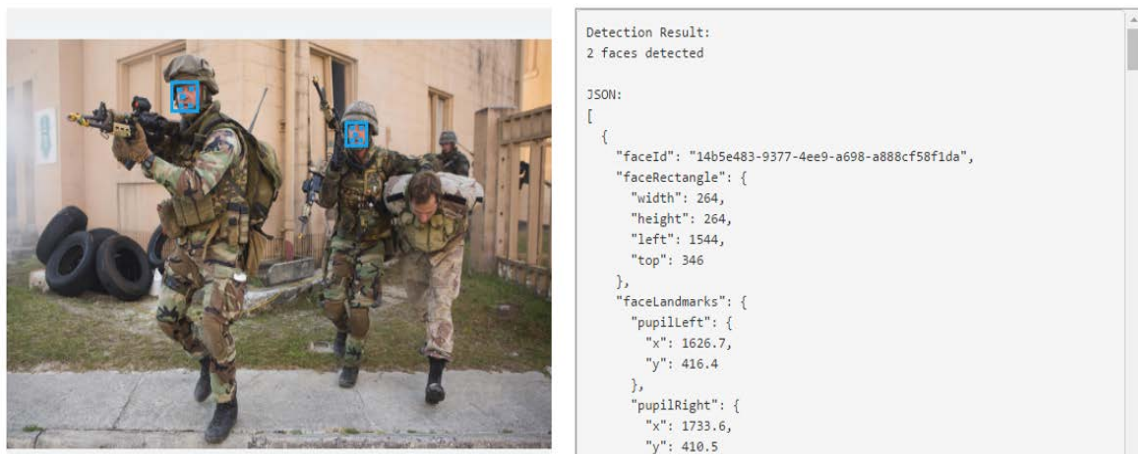 Detection Result:
2 faces detected
JSON:
[
  {
    "faceId": "14b5e483-9377-4ee9-a698-a888cf58f1da",
    "faceRectangle": {
      "width": 264,
      "height": 264,
      "left": 1544,
      "top": 346
    },
    "faceLandmarks": {
      "pupilLeft": {
        "x": 1626.7,
        "y": 416.4
      },
      "pupilRight": {
        "x": 1733.6,
        "y": 410.5